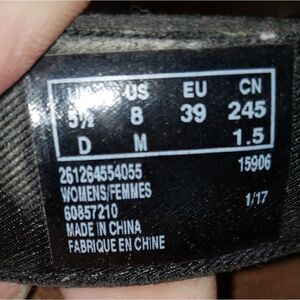 UK US EU CN
5½ 8 39 245
D M 1.5
261264554055 15906
WOMENS/FEMMES
60857210 1/17
MADE IN CHINA
FABRIQUE EN CHINE